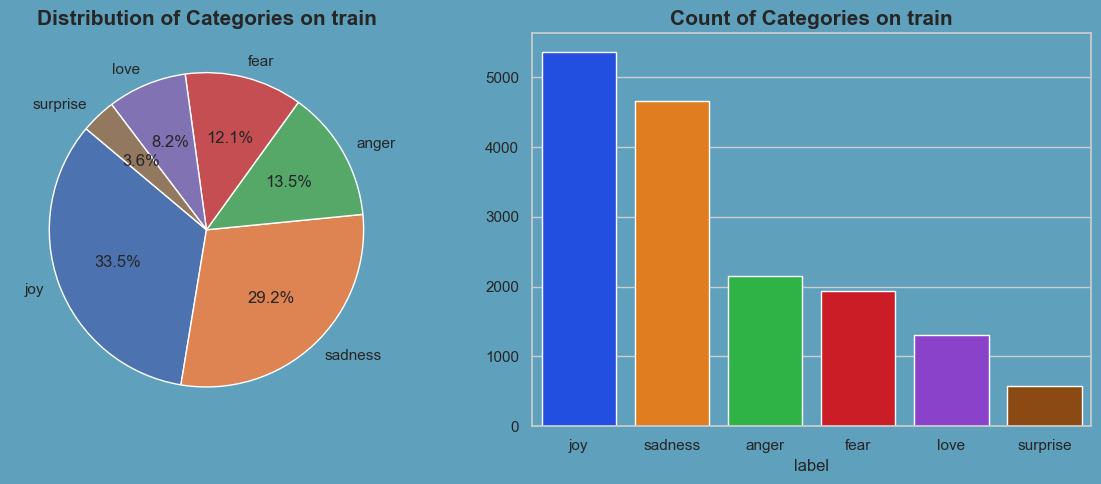 Distribution of Categories on train
fear
love
surprise
anger
8.2%
12.1%
3.6%
13.5%
33.5%
joy
29.2%
sadness
Count of Categories on train
5000
4000
3000
2000
1000
0
joy sadness anger fear love surprise
label